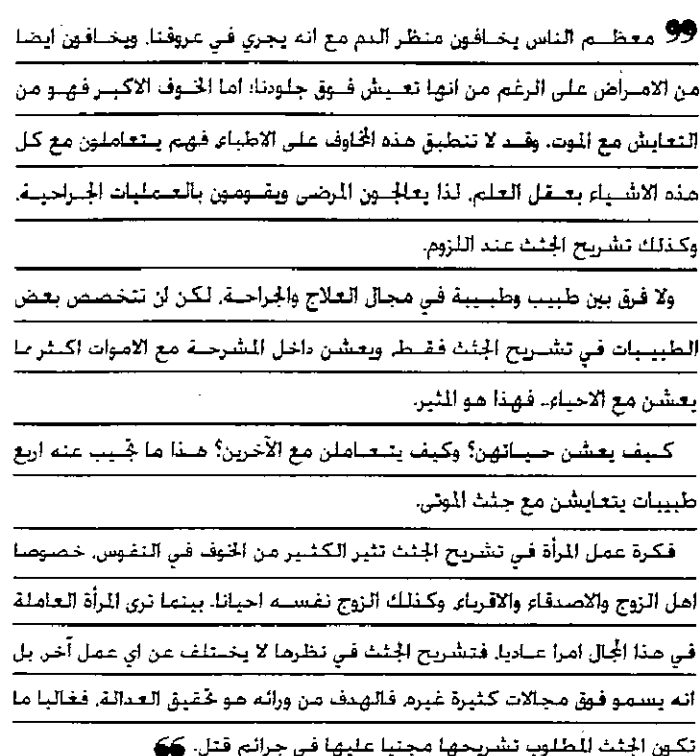 99 معظم الناس يخافون منظر الدم مع انه يجري في عروقنا. ويخافون ايضا
من الامراض على الرغم من انها تعيش فوق جلودنا؛ اما الخوف الاكبر فهو من
التعايش مع الموت. وقد لا تنطبق هذه المخاوف على الاطباء، فهم يتعاملون مع كل
هذه الاشياء بعقل العلم. لذا يعالجون المرضى ويقومون بالعمليات الجراحية.
وكذلك تشريح الجثث عند اللزوم.
ولا فرق بين طبيب وطبيبة في مجال العلاج والجراحة. لكن ان تتخصص بعض
الطبيبات في تشريح الجثث فقط، ويعشن داخل المشرحة مع الاموات اكثر مما
يعشن مع الاحياء.. فهذا هو المثير.
كيف يعشن حياتهن؟ وكيف يتعاملن مع الآخرين؟ هذا ما تجيب عنه اربع
طبيبات يتعايشن مع جثث الموتى.
فكرة عمل المرأة في تشريح الجثث تثير الكثير من الخوف في النفوس. خصوصا
اهل الزوج والاصدقاء والاقرباء، وكذلك الزوج نفسه احيانا. بينما ترى المرأة العاملة
في هذا المجال امرا عاديا. فتشريح الجثث في نظرها لا يختلف عن اي عمل آخر. بل
انه يسمو فوق مجالات كثيرة غيره، فالهدف من ورائه هو تحقيق العدالة. فغالبا ما
تكون الجثث المطلوب تشريحها مجنيا عليها في جرائم قتل. 66